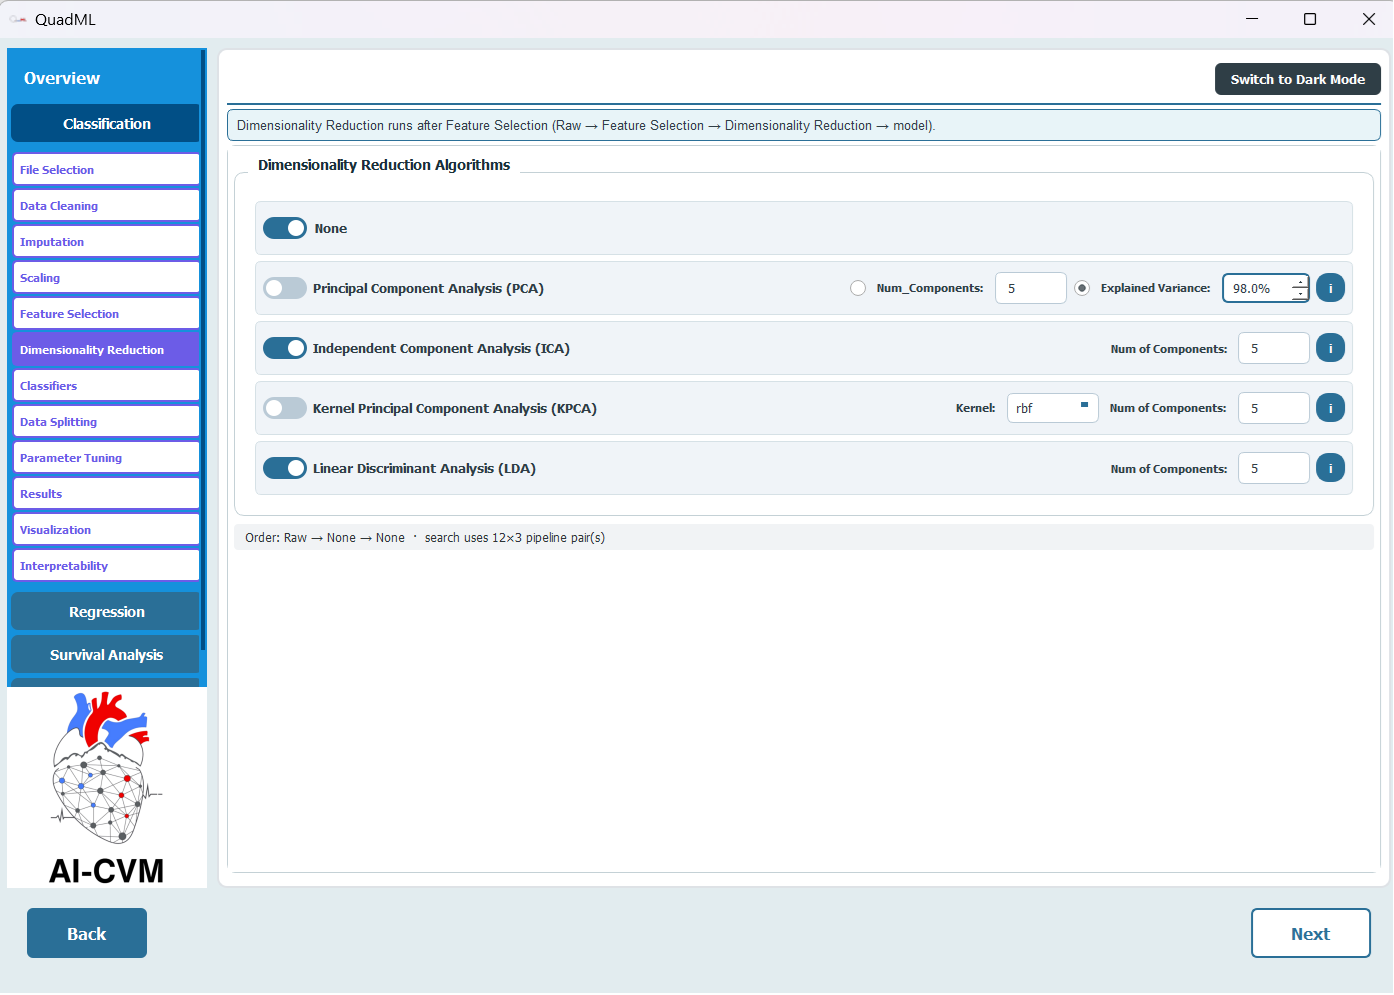 QuadML
Overview
Classification
File Selection
Data Cleaning
Imputation
Scaling
Feature Selection
Dimensionality Reduction
Classifiers
Data Splitting
Parameter Tuning
Results
Visualization
Interpretability
Regression
Survival Analysis
AI-CVM
Switch to Dark Mode
Dimensionality Reduction runs after Feature Selection (Raw → Feature Selection → Dimensionality Reduction → model).
Dimensionality Reduction Algorithms
None
Principal Component Analysis (PCA) Num_Components: 5 Explained Variance: 98.0% i
Independent Component Analysis (ICA) Num of Components: 5 i
Kernel Principal Component Analysis (KPCA) Kernel: rbf Num of Components: 5 i
Linear Discriminant Analysis (LDA) Num of Components: 5 i
Order: Raw → None → None · search uses 12×3 pipeline pair(s)
Back
Next